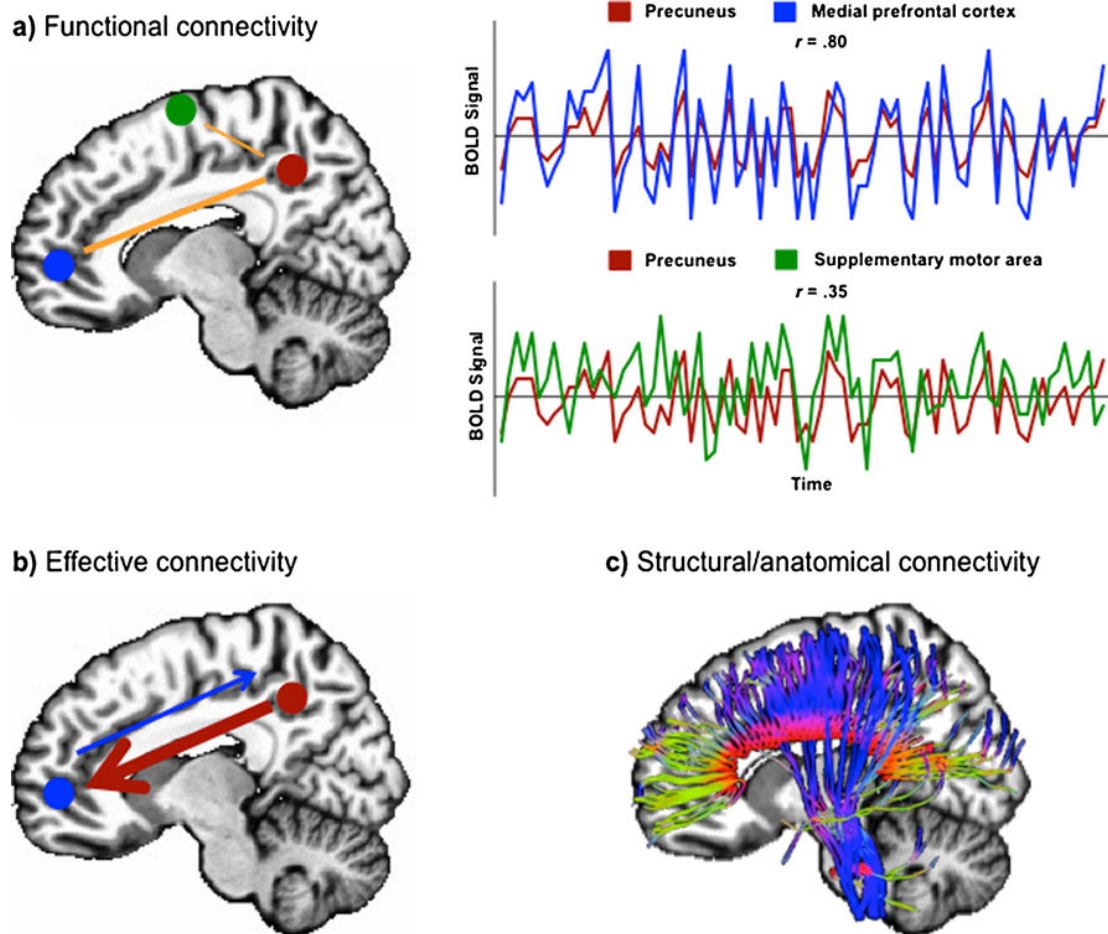 a) Functional connectivity
Precuneus Medial prefrontal cortex
r = .80
BOLD Signal
Precuneus Supplementary motor area
r = .35
BOLD Signal
Time
b) Effective connectivity
c) Structural/anatomical connectivity